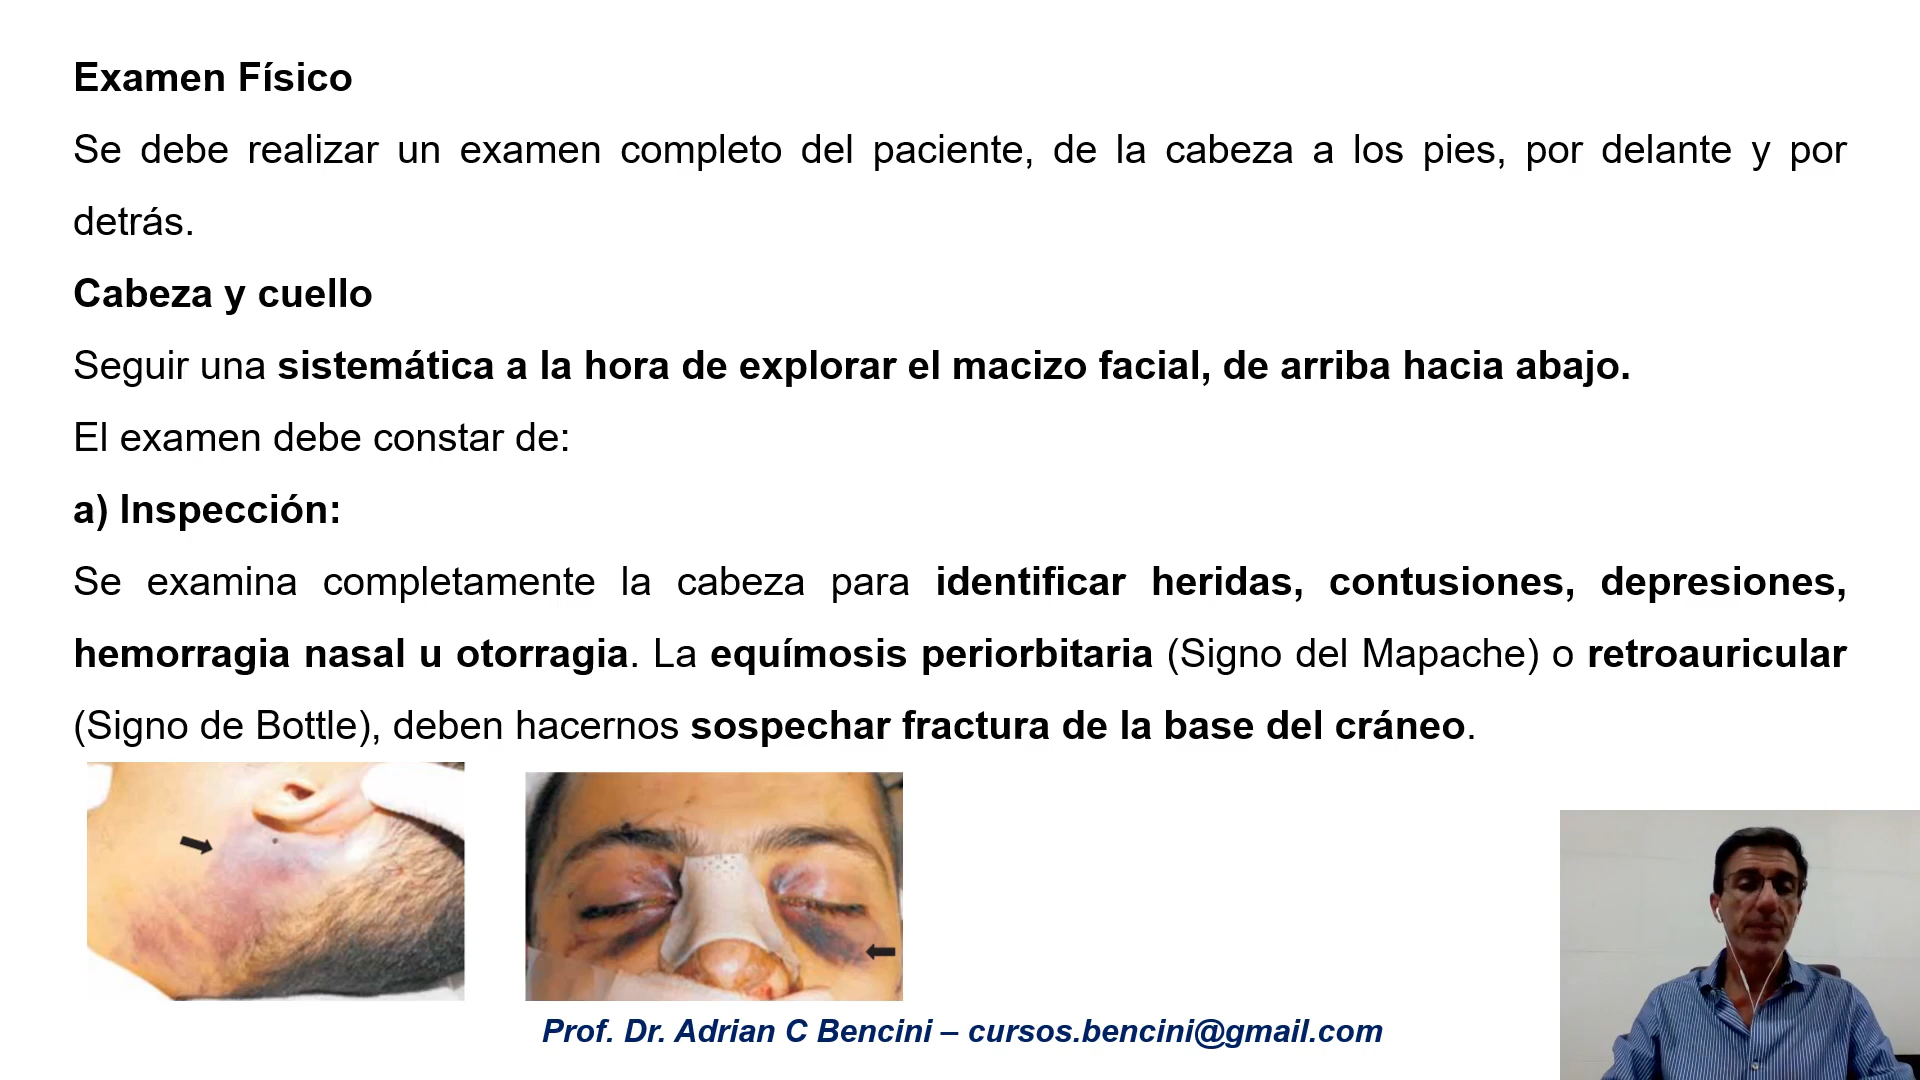 Examen Físico
Se debe realizar un examen completo del paciente, de la cabeza a los pies, por delante y por
detrás.
Cabeza y cuello
Seguir una sistemática a la hora de explorar el macizo facial, de arriba hacia abajo.
El examen debe constar de:
a) Inspección:
Se examina completamente la cabeza para identificar heridas, contusiones, depresiones,
hemorragia nasal u otorragia. La equímosis periorbitaria (Signo del Mapache) o retroauricular
(Signo de Bottle), deben hacernos sospechar fractura de la base del cráneo.
Prof. Dr. Adrian C Bencini – cursos.bencini@gmail.com